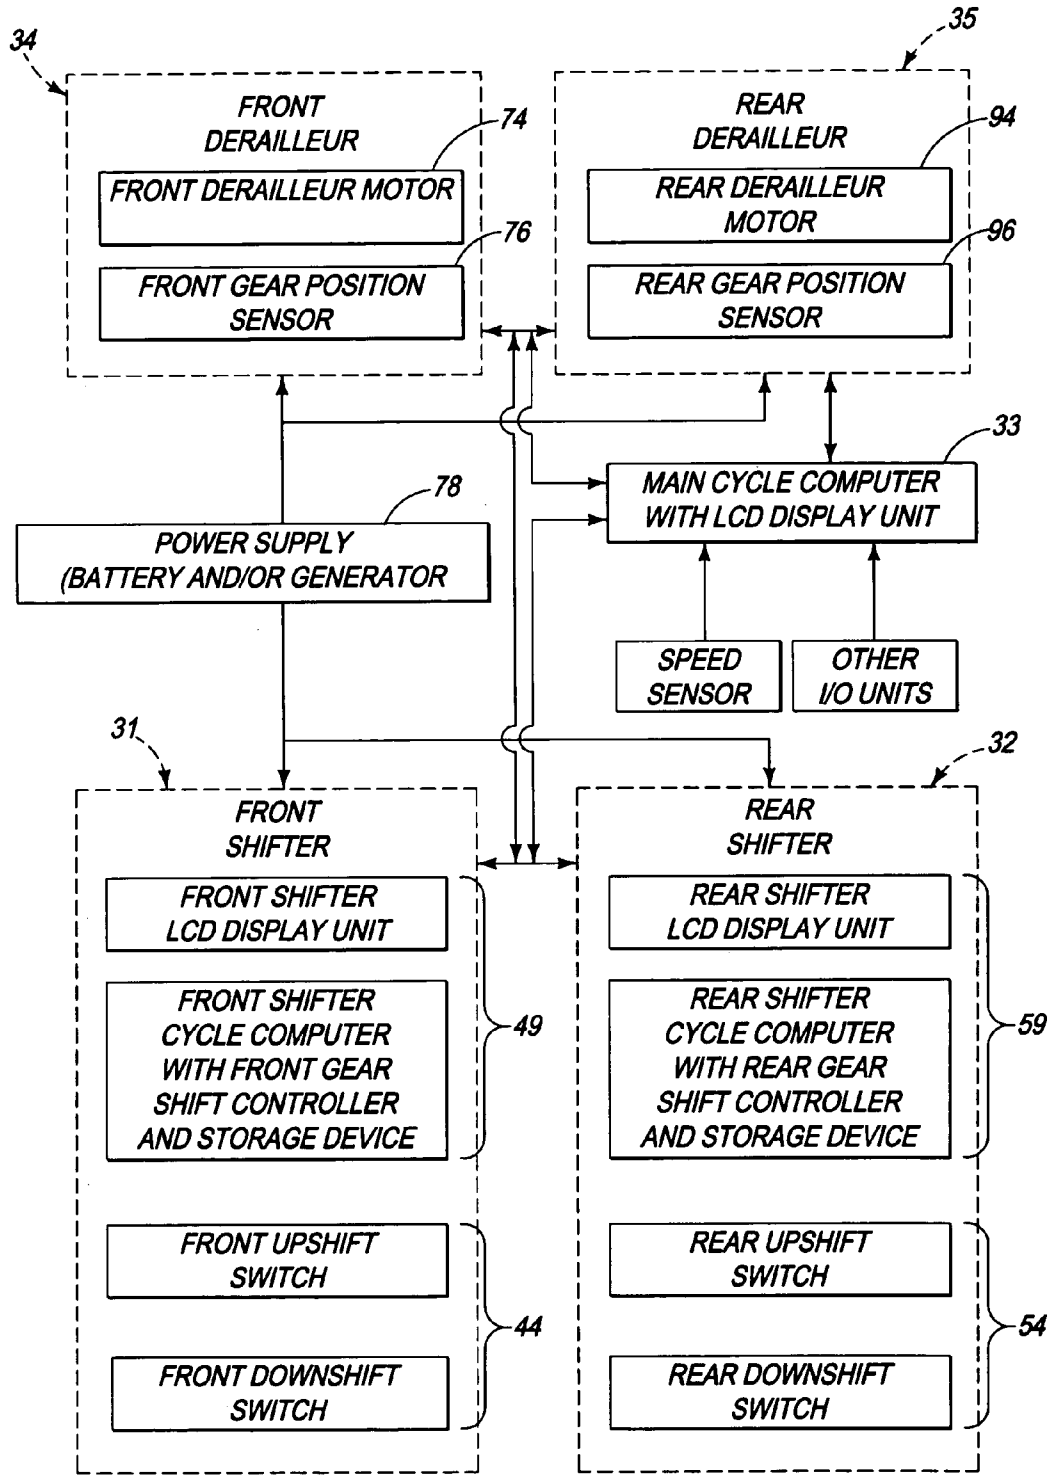 34
35
FRONT
DERAILLEUR
74
FRONT DERAILLEUR MOTOR
76
FRONT GEAR POSITION
SENSOR
REAR
DERAILLEUR
94
REAR DERAILLEUR
MOTOR
96
REAR GEAR POSITION
SENSOR
33
MAIN CYCLE COMPUTER
WITH LCD DISPLAY UNIT
78
POWER SUPPLY
(BATTERY AND/OR GENERATOR
SPEED
SENSOR
OTHER
I/O UNITS
31
32
FRONT
SHIFTER
FRONT SHIFTER
LCD DISPLAY UNIT
FRONT SHIFTER
CYCLE COMPUTER
WITH FRONT GEAR
SHIFT CONTROLLER
AND STORAGE DEVICE
49
FRONT UPSHIFT
SWITCH
44
FRONT DOWNSHIFT
SWITCH
REAR
SHIFTER
REAR SHIFTER
LCD DISPLAY UNIT
REAR SHIFTER
CYCLE COMPUTER
WITH REAR GEAR
SHIFT CONTROLLER
AND STORAGE DEVICE
59
REAR UPSHIFT
SWITCH
54
REAR DOWNSHIFT
SWITCH